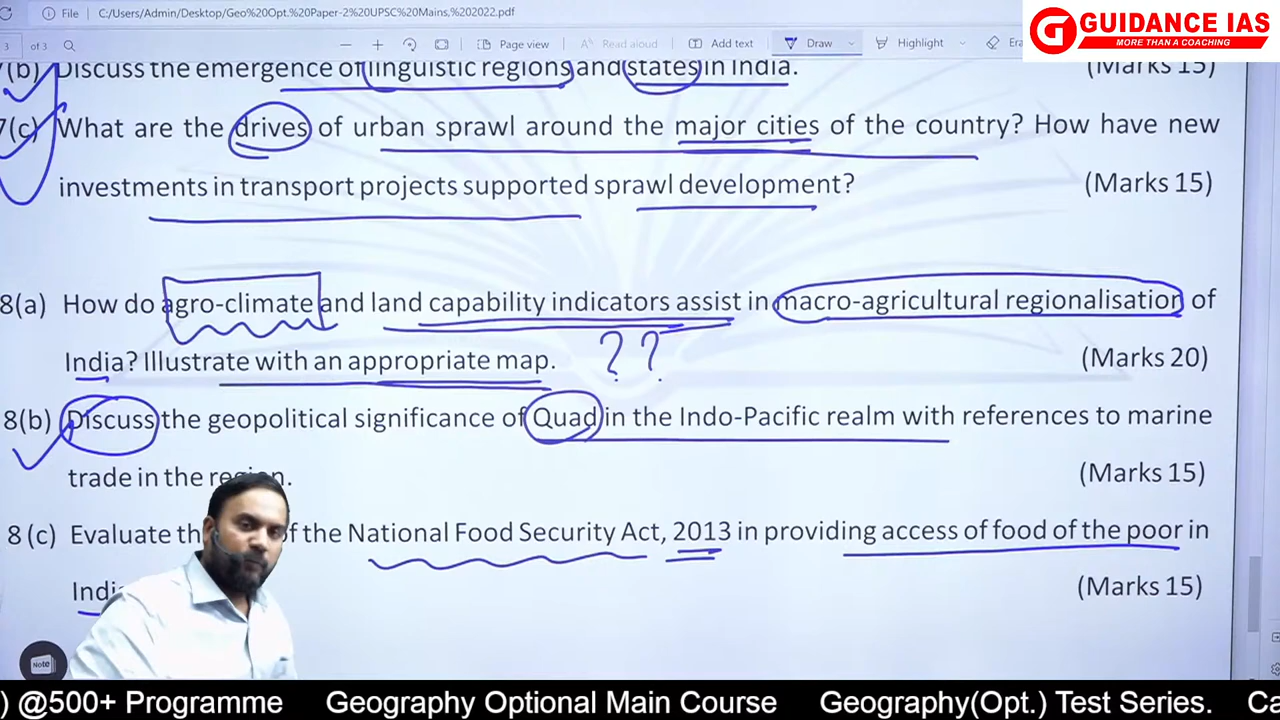 File C:/Users/Admin/Desktop/Geo%20Opt.%20Paper-2%20UPSC%20Mains,%202022.pdf
GUIDANCE IAS
MORE THAN A COACHING
3 of 3 Page view Read aloud Add text Draw Highlight
7(b) Discuss the emergence of linguistic regions and states in India. (Marks 15)
7(c) What are the drives of urban sprawl around the major cities of the country? How have new
investments in transport projects supported sprawl development? (Marks 15)
8(a) How do agro-climate and land capability indicators assist in macro-agricultural regionalisation of
India? Illustrate with an appropriate map. ? ? (Marks 20)
8(b) Discuss the geopolitical significance of Quad in the Indo-Pacific realm with references to marine
trade in the region. (Marks 15)
8 (c) Evaluate of the National Food Security Act, 2013 in providing access of food of the poor in
(Marks 15)
Note
) @500+ Programme Geography Optional Main Course Geography(Opt.) Test Series. Ca